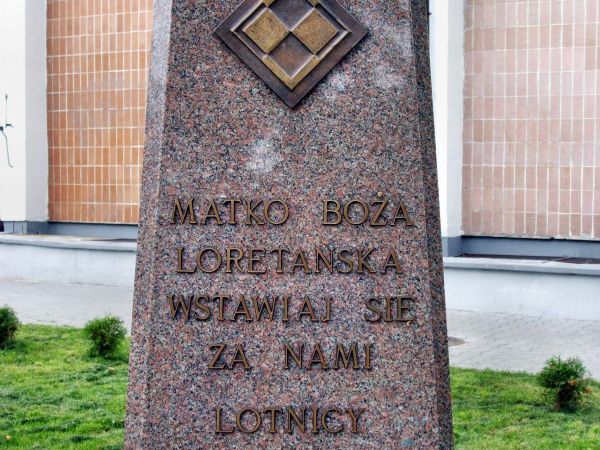 MATKO BOŻA
LORETAŃSKA
WSTAWIAJ SIĘ
ZA NAMI
LOTNICY